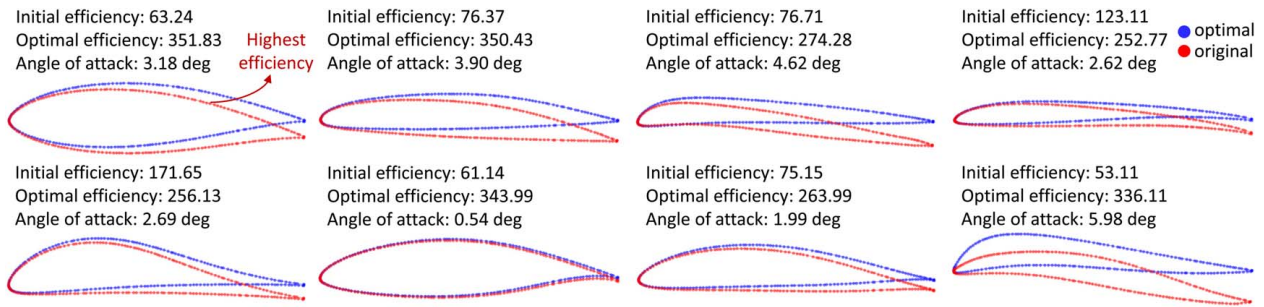 Initial efficiency: 63.24
Optimal efficiency: 351.83
Angle of attack: 3.18 deg
Highest
efficiency
Initial efficiency: 76.37
Optimal efficiency: 350.43
Angle of attack: 3.90 deg
Initial efficiency: 76.71
Optimal efficiency: 274.28
Angle of attack: 4.62 deg
Initial efficiency: 123.11
Optimal efficiency: 252.77
Angle of attack: 2.62 deg
optimal
original
Initial efficiency: 171.65
Optimal efficiency: 256.13
Angle of attack: 2.69 deg
Initial efficiency: 61.14
Optimal efficiency: 343.99
Angle of attack: 0.54 deg
Initial efficiency: 75.15
Optimal efficiency: 263.99
Angle of attack: 1.99 deg
Initial efficiency: 53.11
Optimal efficiency: 336.11
Angle of attack: 5.98 deg